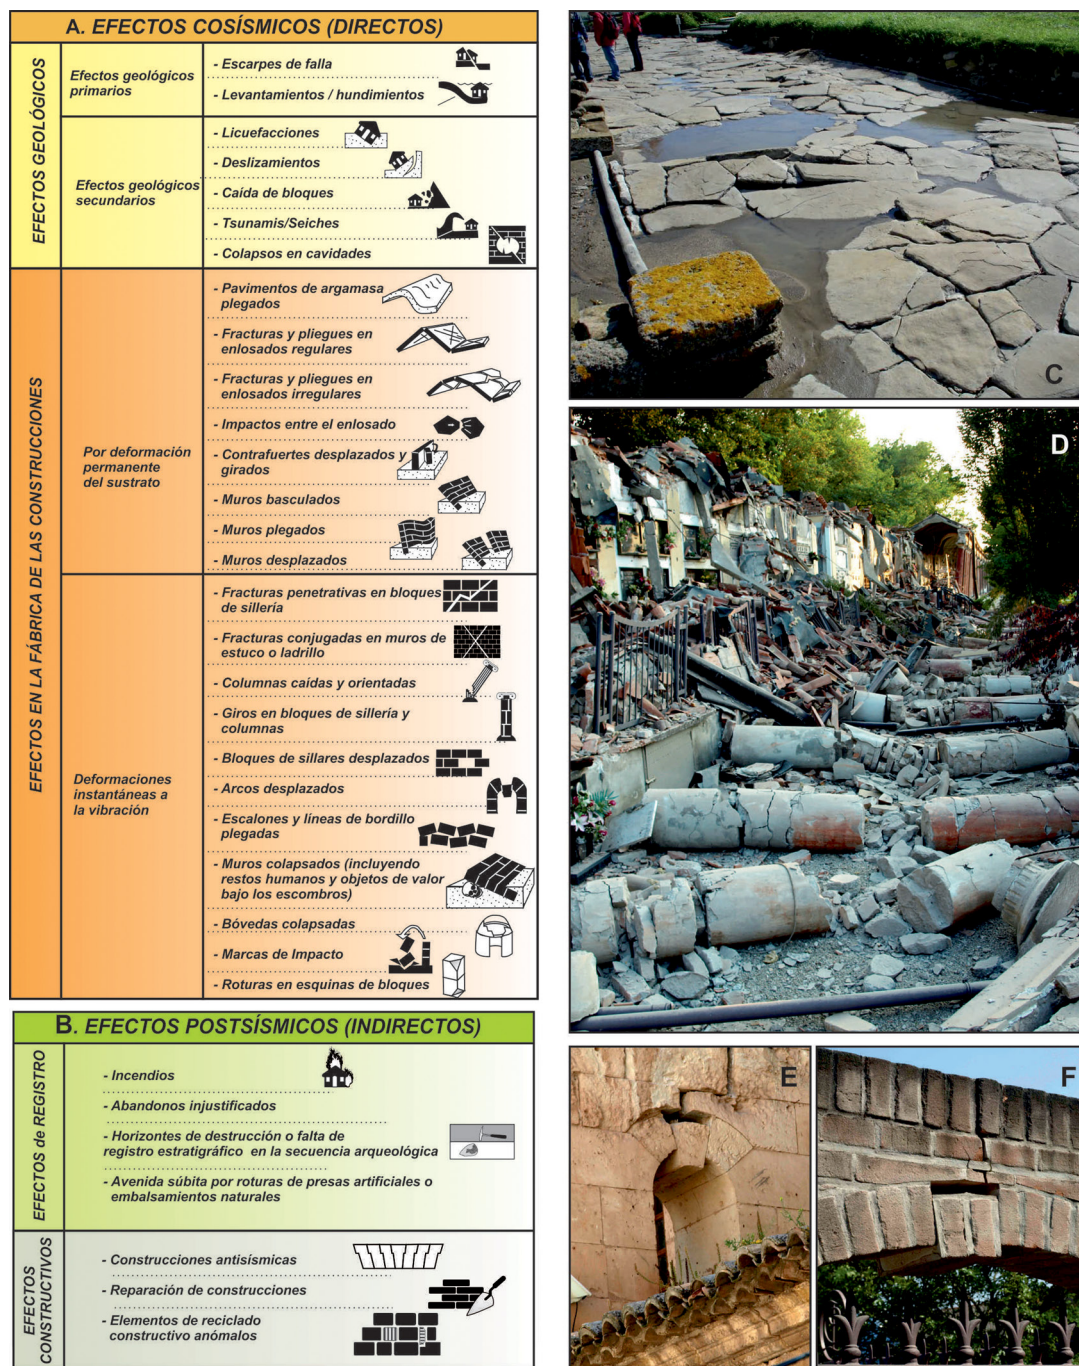 A. EFECTOS COSÍSMICOS (DIRECTOS)
EFECTOS GEOLÓGICOS
Efectos geológicos
primarios
- Escarpes de falla
- Levantamientos / hundimientos
Efectos geológicos
secundarios
- Licuefacciones
- Deslizamientos
- Caída de bloques
- Tsunamis/Seiches
- Colapsos en cavidades
EFECTOS EN LA FÁBRICA DE LAS CONSTRUCCIONES
Por deformación
permanente
del sustrato
- Pavimentos de argamasa
plegados
- Fracturas y pliegues en
enlosados regulares
- Fracturas y pliegues en
enlosados irregulares
- Impactos entre el enlosado
- Contrafuertes desplazados y
girados
- Muros basculados
- Muros plegados
- Muros desplazados
Deformaciones
instantáneas a
la vibración
- Fracturas penetrativas en bloques
de sillería
- Fracturas conjugadas en muros de
estuco o ladrillo
- Columnas caídas y orientadas
- Giros en bloques de sillería y
columnas
- Bloques de sillares desplazados
- Arcos desplazados
- Escalones y líneas de bordillo
plegadas
- Muros colapsados (incluyendo
restos humanos y objetos de valor
bajo los escombros)
- Bóvedas colapsadas
- Marcas de Impacto
- Roturas en esquinas de bloques
B. EFECTOS POSTSÍSMICOS (INDIRECTOS)
EFECTOS de REGISTRO
- Incendios
- Abandonos injustificados
- Horizontes de destrucción o falta de
registro estratigráfico en la secuencia arqueológica
- Avenida súbita por roturas de presas artificiales o
embalsamientos naturales
EFECTOS
CONSTRUCTIVOS
- Construcciones antisísmicas
- Reparación de construcciones
- Elementos de reciclado
constructivo anómalos
C
D
E
F